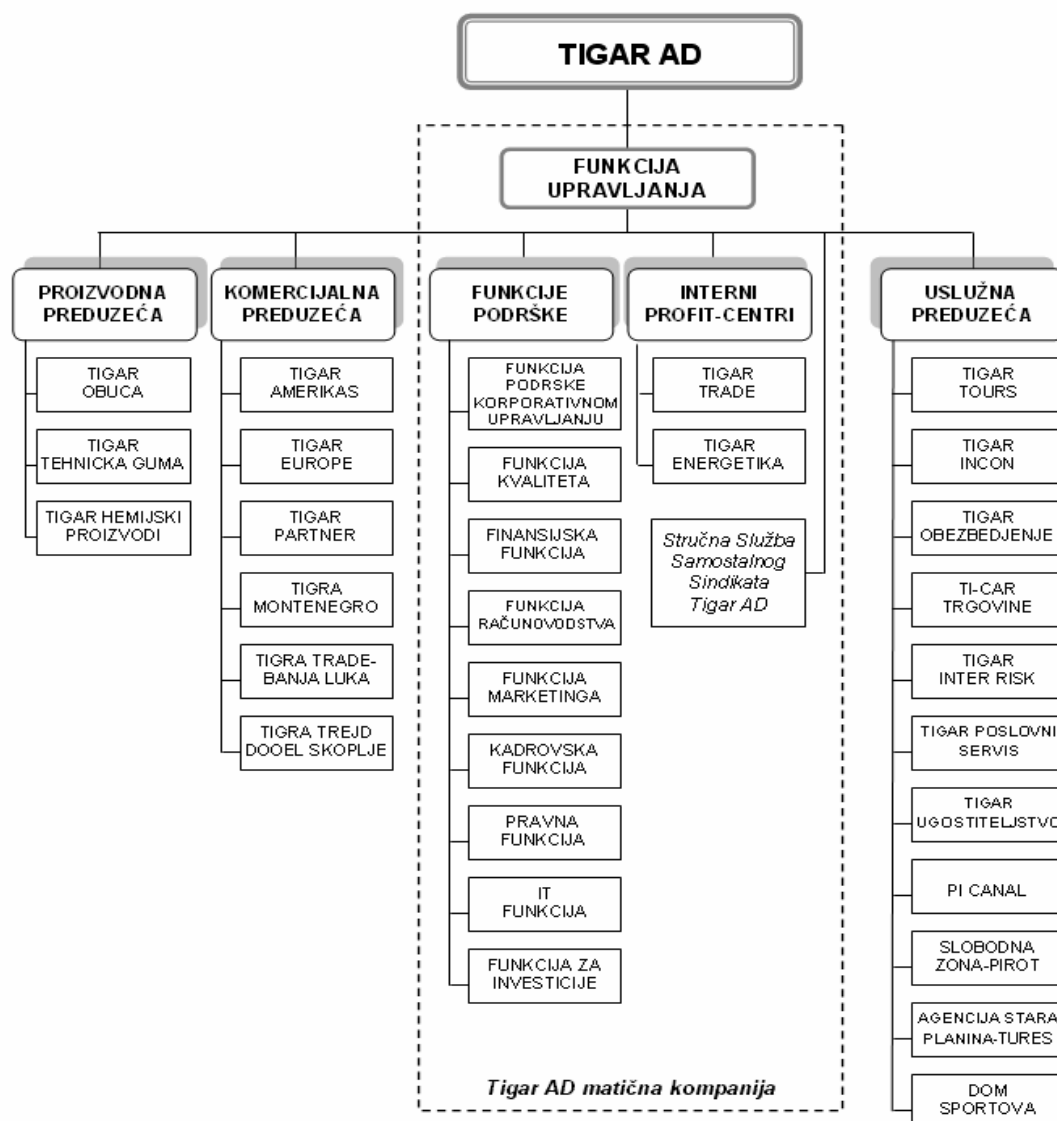 TIGAR AD
FUNKCIJA
UPRAVLJANJA
PROIZVODNA
PREDUZEĆA
TIGAR
OBUCA
TIGAR
TEHNICKA GUMA
TIGAR HEMIJSKI
PROIZVODI
KOMERCIJALNA
PREDUZEĆA
TIGAR
AMERIKAS
TIGAR
EUROPE
TIGAR
PARTNER
TIGRA
MONTENEGRO
TIGRA TRADE-
BANJA LUKA
TIGRA TREJD
DOOEL SKOPLJE
FUNKCIJE
PODRŠKE
FUNKCIJA
PODRSKE
KORPORATIVNOM
UPRAVLJANJU
FUNKCIJA
KVALITETA
FINANSIJSKA
FUNKCIJA
FUNKCIJA
RAČUNOVODSTVA
FUNKCIJA
MARKETINGA
KADROVSKA
FUNKCIJA
PRAVNA
FUNKCIJA
IT
FUNKCIJA
FUNKCIJA ZA
INVESTICIJE
INTERNI
PROFIT-CENTRI
TIGAR
TRADE
TIGAR
ENERGETIKA
Stručna Služba
Samostalnog
Sindikata
Tigar AD
USLUŽNA
PREDUZEĆA
TIGAR
TOURS
TIGAR
INCON
TIGAR
OBEZBEDJENJE
TI-CAR
TRGOVINE
TIGAR
INTER RISK
TIGAR POSLOVNI
SERVIS
TIGAR
UGOSTITELJSTVO
PI CANAL
SLOBODNA
ZONA-PIROT
AGENCIJA STARA
PLANINA-TURES
DOM
SPORTOVA
Tigar AD matična kompanija